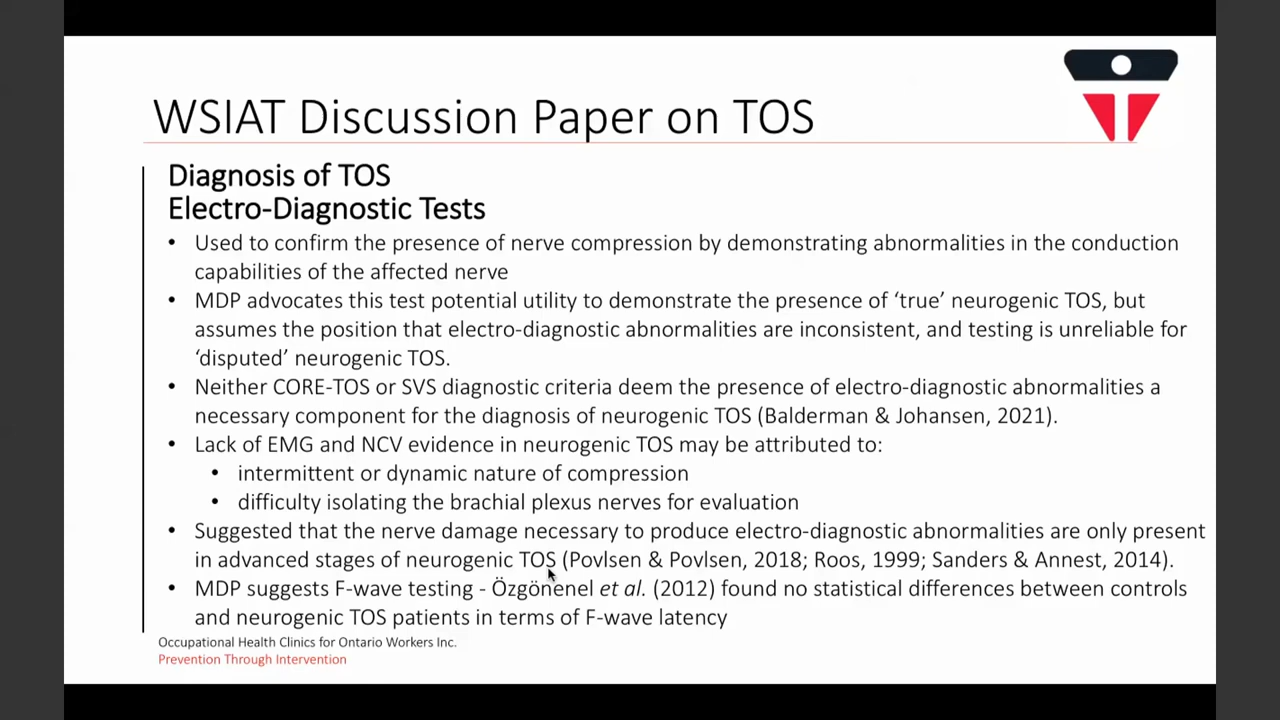 WSIAT Discussion Paper on TOS
Diagnosis of TOS
Electro-Diagnostic Tests
• Used to confirm the presence of nerve compression by demonstrating abnormalities in the conduction
capabilities of the affected nerve
• MDP advocates this test potential utility to demonstrate the presence of ‘true’ neurogenic TOS, but
assumes the position that electro-diagnostic abnormalities are inconsistent, and testing is unreliable for
‘disputed’ neurogenic TOS.
• Neither CORE-TOS or SVS diagnostic criteria deem the presence of electro-diagnostic abnormalities a
necessary component for the diagnosis of neurogenic TOS (Balderman & Johansen, 2021).
• Lack of EMG and NCV evidence in neurogenic TOS may be attributed to:
• intermittent or dynamic nature of compression
• difficulty isolating the brachial plexus nerves for evaluation
• Suggested that the nerve damage necessary to produce electro-diagnostic abnormalities are only present
in advanced stages of neurogenic TOS (Povlsen & Povlsen, 2018; Roos, 1999; Sanders & Annest, 2014).
• MDP suggests F-wave testing - Özgönenel et al. (2012) found no statistical differences between controls
and neurogenic TOS patients in terms of F-wave latency
Occupational Health Clinics for Ontario Workers Inc.
Prevention Through Intervention